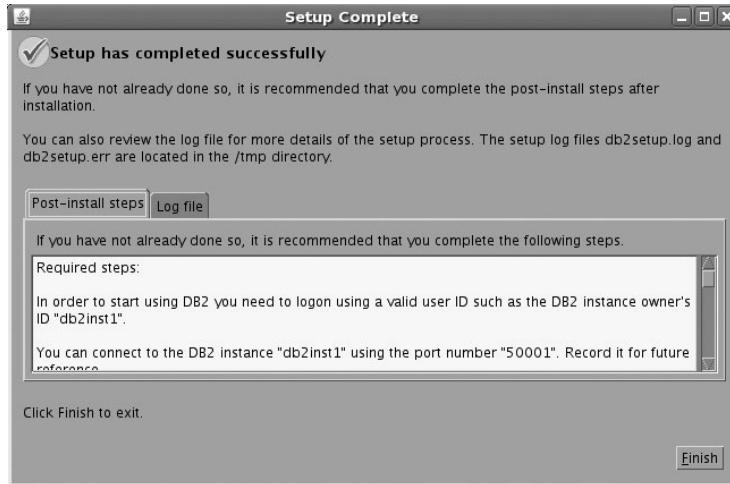 Setup Complete
Setup has completed successfully
If you have not already done so, it is recommended that you complete the post-install steps after
installation.
You can also review the log file for more details of the setup process. The setup log files db2setup.log and
db2setup.err are located in the /tmp directory.
Post-install steps
Log file
If you have not already done so, it is recommended that you complete the following steps.
Required steps:
In order to start using DB2 you need to logon using a valid user ID such as the DB2 instance owner's
ID "db2inst1".
You can connect to the DB2 instance "db2inst1" using the port number "50001". Record it for future
reference
Click Finish to exit.
Finish